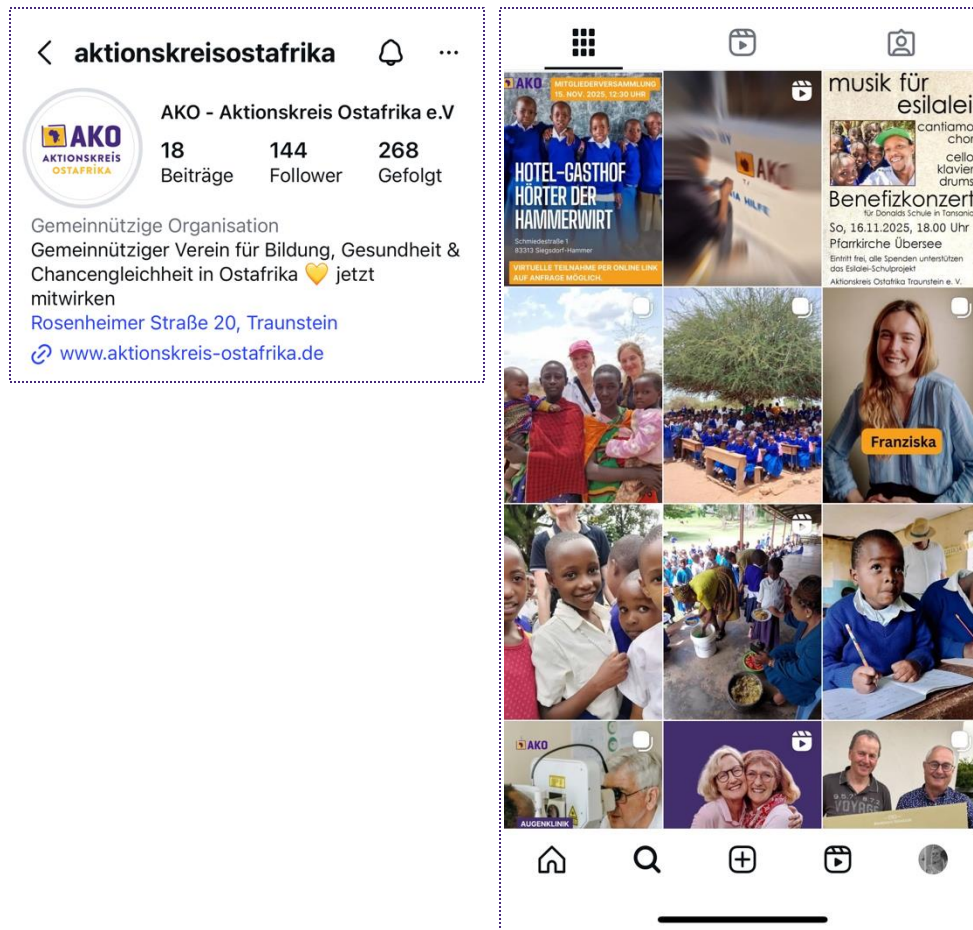 aktionskreisostafrika
AKO
AKTIONSKREIS
OSTAFRIKA
AKO - Aktionskreis Ostafrika e.V
18 144 268
Beiträge Follower Gefolgt
Gemeinnützige Organisation
Gemeinnütziger Verein für Bildung, Gesundheit &
Chancengleichheit in Ostafrika 💛 jetzt
mitwirken
Rosenheimer Straße 20, Traunstein
www.aktionskreis-ostafrika.de
AKO
MITGLIEDERVERSAMMLUNG
15. NOV. 2025, 12:30 UHR
HOTEL-GASTHOF
HÖRTER DER
HAMMERWIRT
Schmiedestraße 1
83313 Siegsdorf-Hammer
VIRTUELLE TEILNAHME PER ONLINE LINK
AUF ANFRAGE MÖGLICH.
BY
AKO
HILFE
musik für
esilalei
cantiamo
chor
cello
klavier
drums
Benefizkonzert
für Donalds Schule in Tansania
So, 16.11.2025, 18.00 Uhr
Pfarrkirche Übersee
Eintritt frei, alle Spenden unterstützen
das Esilalei-Schulprojekt
Aktionskreis Ostafrika Traunstein e. V.
Franziska
AKO
AUGENKLINIK
VOYAGE